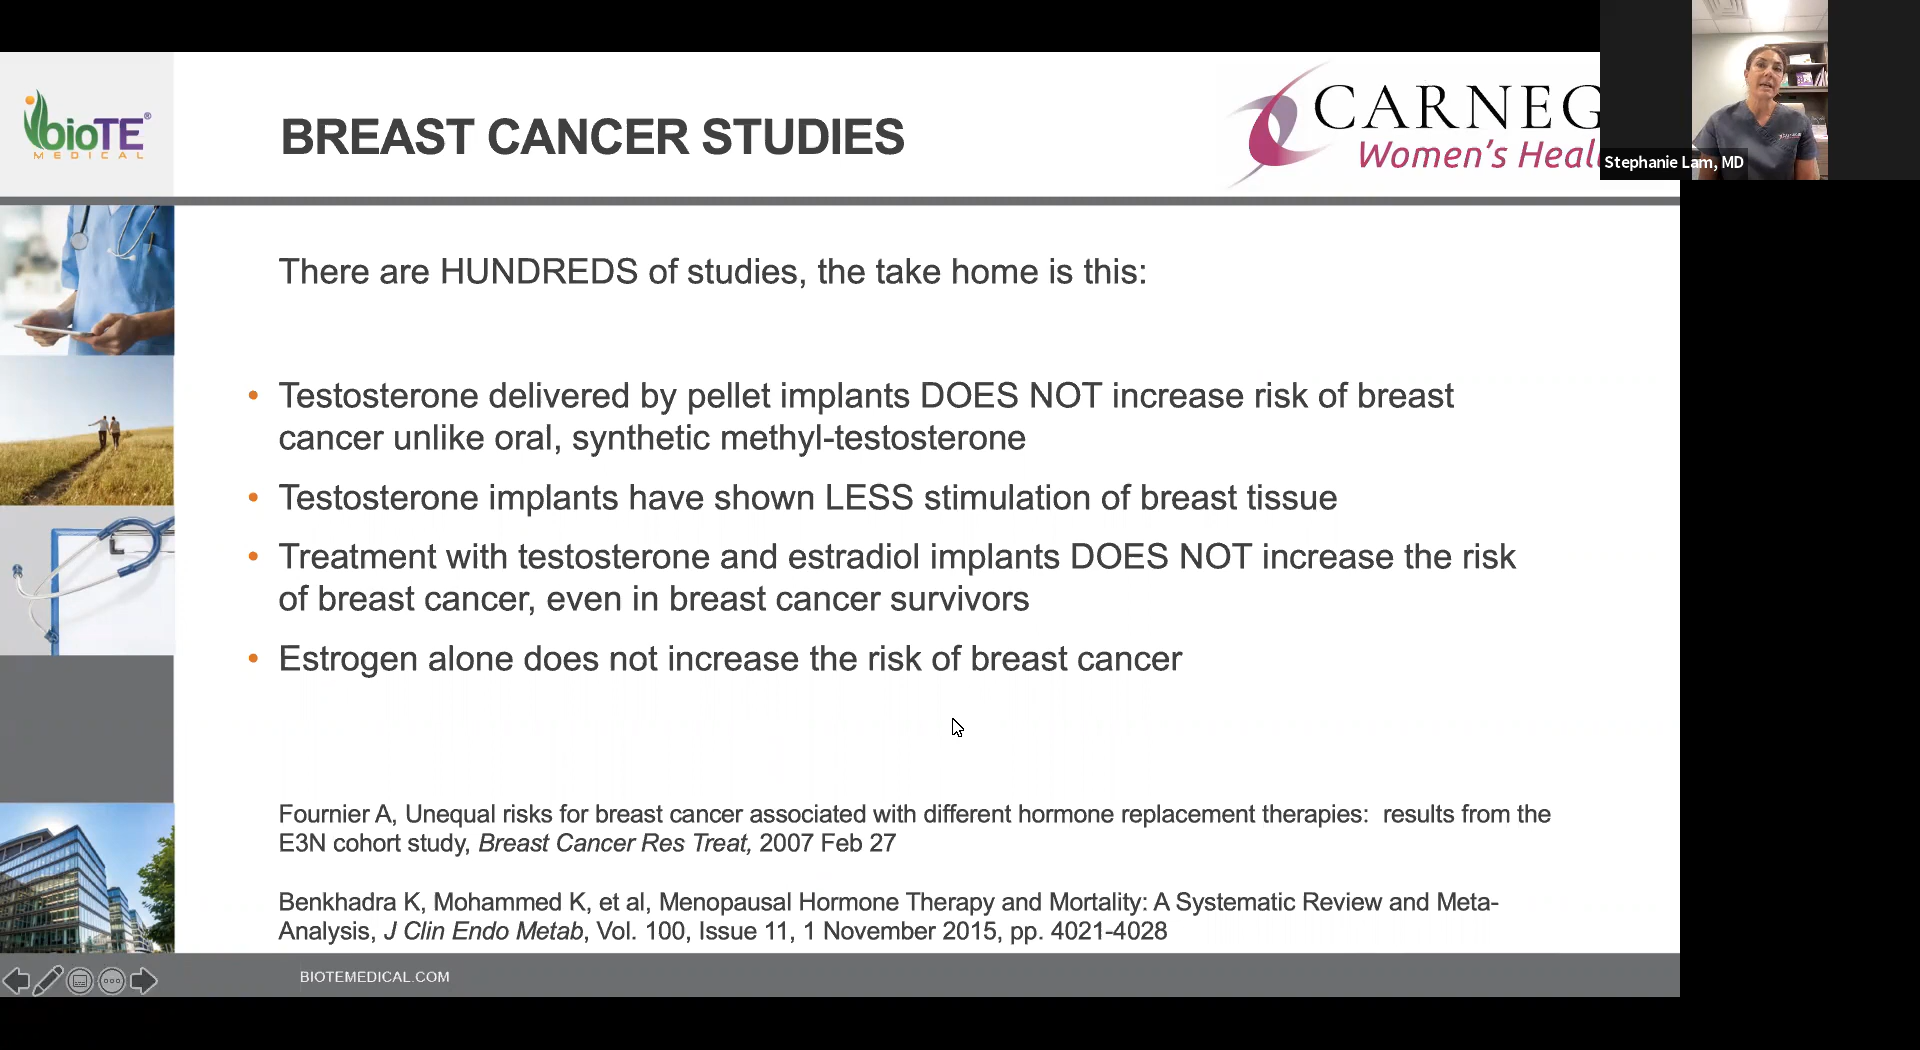 bioTE®
MEDICAL
BREAST CANCER STUDIES
CARNEG
Women's Heal
Stephanie Lam, MD
There are HUNDREDS of studies, the take home is this:
• Testosterone delivered by pellet implants DOES NOT increase risk of breast
cancer unlike oral, synthetic methyl-testosterone
• Testosterone implants have shown LESS stimulation of breast tissue
• Treatment with testosterone and estradiol implants DOES NOT increase the risk
of breast cancer, even in breast cancer survivors
• Estrogen alone does not increase the risk of breast cancer
Fournier A, Unequal risks for breast cancer associated with different hormone replacement therapies:  results from the
E3N cohort study, Breast Cancer Res Treat, 2007 Feb 27
Benkhadra K, Mohammed K, et al, Menopausal Hormone Therapy and Mortality: A Systematic Review and Meta-
Analysis, J Clin Endo Metab, Vol. 100, Issue 11, 1 November 2015, pp. 4021-4028
BIOTEMEDICAL.COM